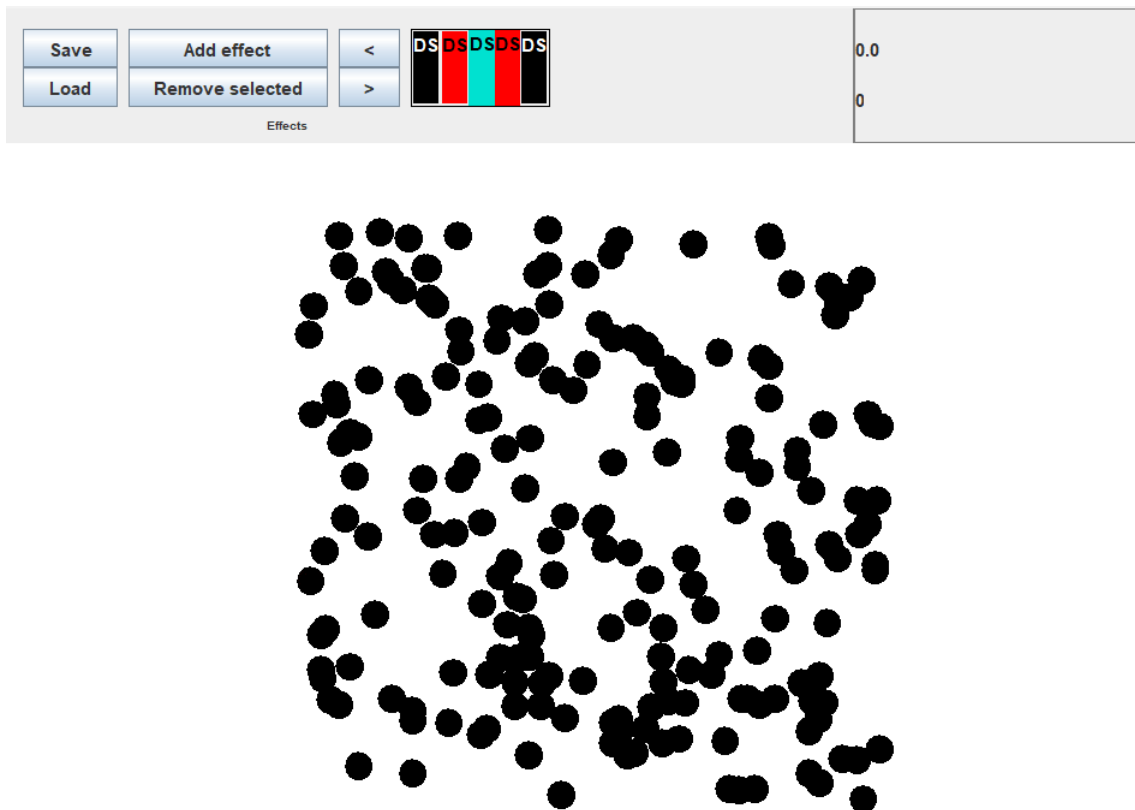 Save Add effect < DS DS DS DS DS
0.0
Load Remove selected >
0
Effects